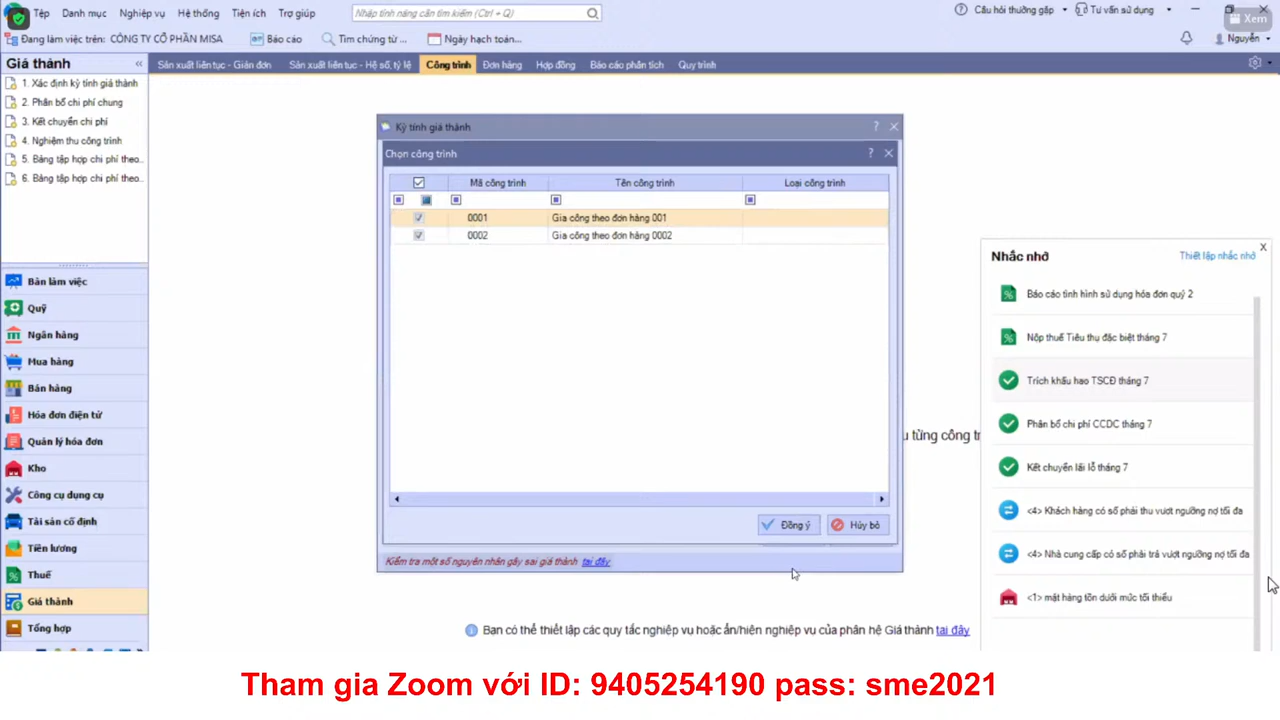 Tệp Danh mục Nghiệp vụ Hệ thống Tiện ích Trợ giúp Nhập tính năng cần tìm kiếm (Ctrl + Q) Câu hỏi thường gặp Tư vấn sử dụng
Xem
Đang làm việc trên: CÔNG TY CỔ PHẦN MISA Báo cáo Tìm chứng từ ... Ngày hạch toán... Nguyễn
Giá thành «
Sản xuất liên tục - Giản đơn Sản xuất liên tục - Hệ số, tỷ lệ Công trình Đơn hàng Hợp đồng Báo cáo phân tích Quy trình
1. Xác định kỳ tính giá thành
2. Phân bổ chi phí chung
3. Kết chuyển chi phí
4. Nghiệm thu công trình
5. Bảng tập hợp chi phí theo...
6. Bảng tập hợp chi phí theo...
Bàn làm việc
Quỹ
Ngân hàng
Mua hàng
Bán hàng
Hóa đơn điện tử
Quản lý hóa đơn
Kho
Công cụ dụng cụ
Tài sản cố định
Tiền lương
Thuế
Giá thành
Tổng hợp
Kỳ tính giá thành ?
Chọn công trình ?
Mã công trình Tên công trình Loại công trình
0001 Gia công theo đơn hàng 001
0002 Gia công theo đơn hàng 0002
Đồng ý Hủy bỏ
Kiểm tra một số nguyên nhân gây sai giá thành tại đây
từng công tr
Bạn có thể thiết lập các quy tắc nghiệp vụ hoặc ẩn/hiện nghiệp vụ của phân hệ Giá thành tại đây
Nhắc nhở Thiết lập nhắc nhở X
Báo cáo tình hình sử dụng hóa đơn quý 2
Nộp thuế Tiêu thụ đặc biệt tháng 7
Trích khấu hao TSCĐ tháng 7
Phân bổ chi phí CCDC tháng 7
Kết chuyển lãi lỗ tháng 7
<4> Khách hàng có số phải thu vượt ngưỡng nợ tối đa
<4> Nhà cung cấp có số phải trả vượt ngưỡng nợ tối đa
<1> mặt hàng tồn dưới mức tối thiểu
Tham gia Zoom với ID: 9405254190 pass: sme2021